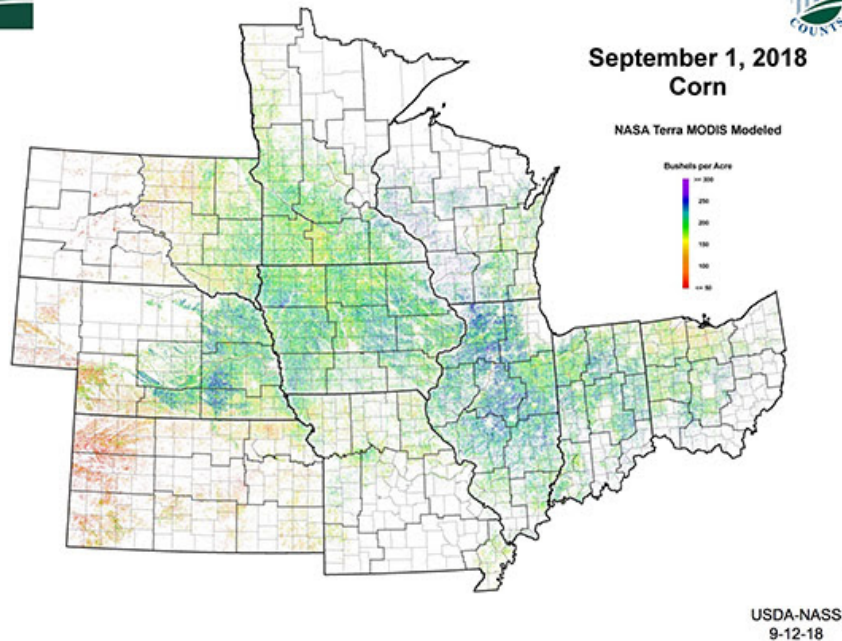 COUNTS
September 1, 2018
Corn
NASA Terra MODIS Modeled
Bushels per Acre
>= 300
250
200
150
100
<= 50
USDA-NASS
9-12-18